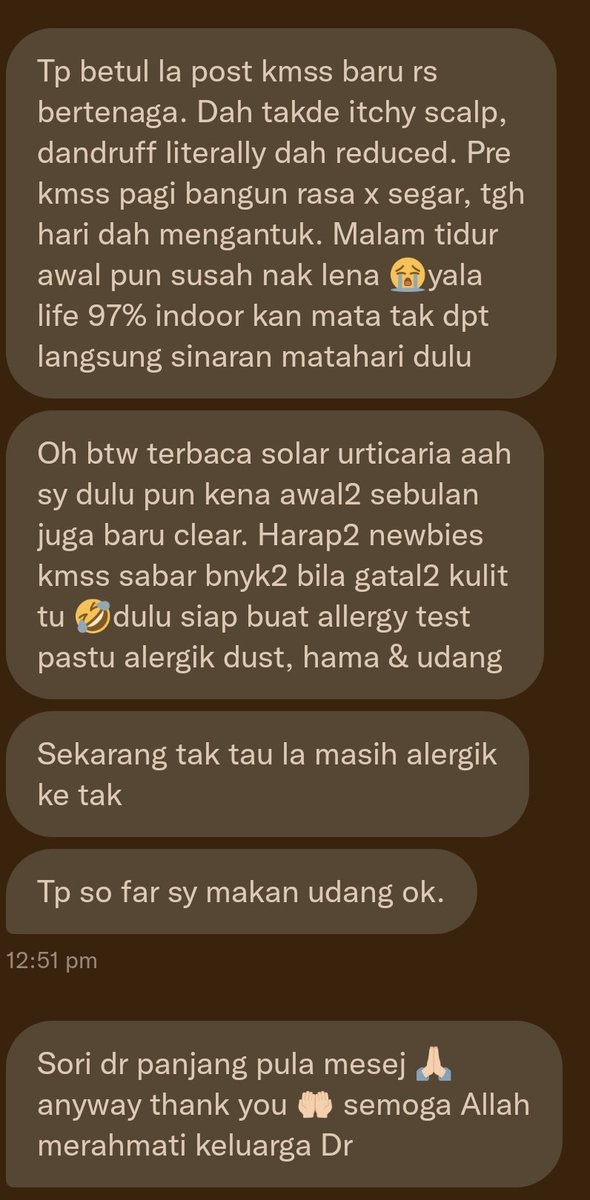 Tp betul la post kmss baru rs
bertenaga. Dah takde itchy scalp,
dandruff literally dah reduced. Pre
kmss pagi bangun rasa x segar, tgh
hari dah mengantuk. Malam tidur
awal pun susah nak lena 😭yala
life 97% indoor kan mata tak dpt
langsung sinaran matahari dulu
Oh btw terbaca solar urticaria aah
sy dulu pun kena awal2 sebulan
juga baru clear. Harap2 newbies
kmss sabar bnyk2 bila gatal2 kulit
tu 🤣dulu siap buat allergy test
pastu alergik dust, hama & udang
Sekarang tak tau la masih alergik
ke tak
Tp so far sy makan udang ok.
12:51 pm
Sori dr panjang pula mesej 🙏🏻
anyway thank you 🤲🏻 semoga Allah
merahmati keluarga Dr